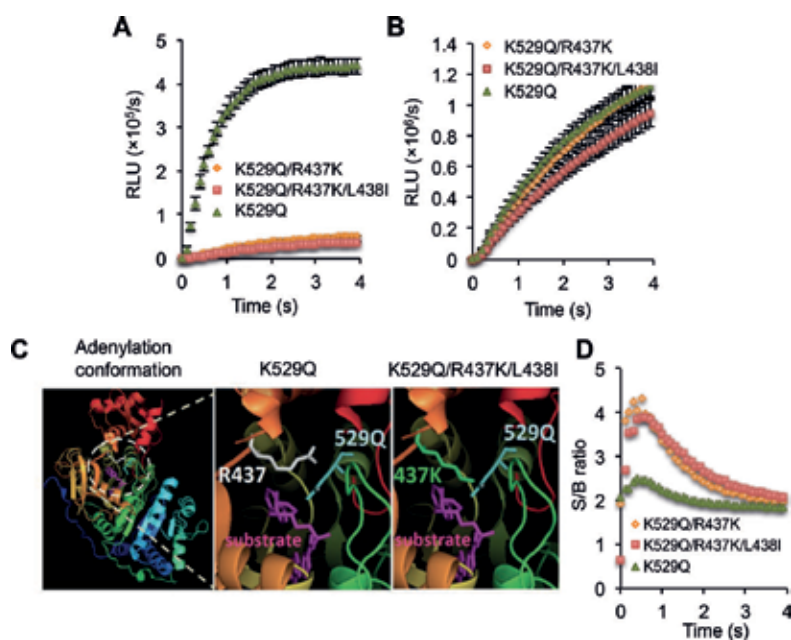 A
RLU (×10⁵/s)
5
4
3
2
1
0
K529Q/R437K
K529Q/R437K/L438I
K529Q
0 1 2 3 4
Time (s)
B
RLU (×10⁶/s)
1.4
1.2
1
0.8
0.6
0.4
0.2
0
K529Q/R437K
K529Q/R437K/L438I
K529Q
0 1 2 3 4
Time (s)
C
Adenylation
conformation
K529Q
R437
529Q
substrate
K529Q/R437K/L438I
437K
529Q
substrate
D
S/B ratio
5
4
3
2
1
0
K529Q/R437K
K529Q/R437K/L438I
K529Q
0 1 2 3 4
Time (s)